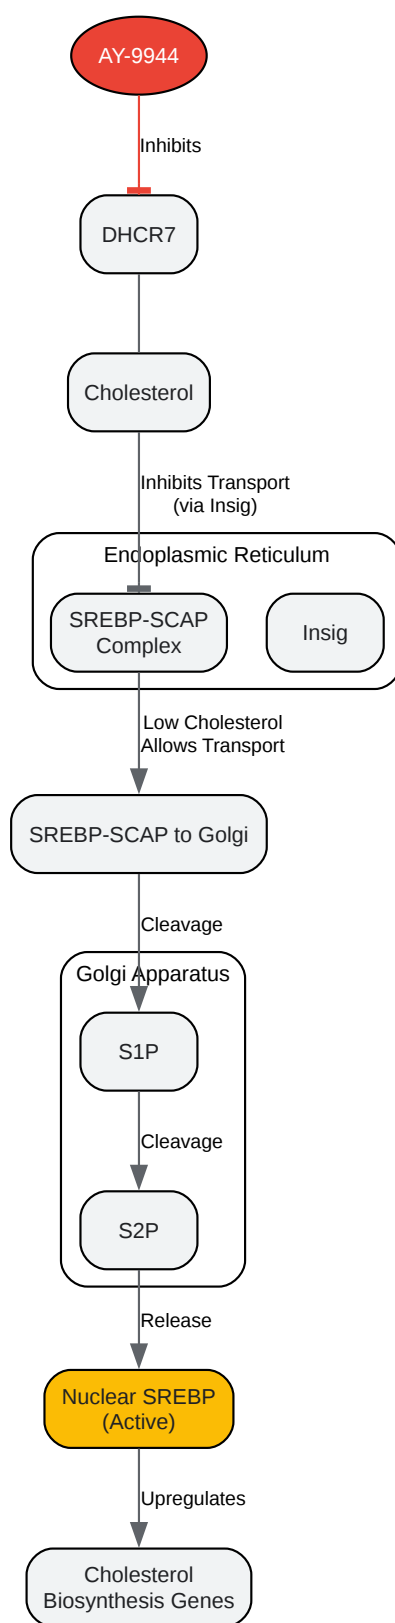 AY-9944
Inhibits
DHCR7
Cholesterol
Inhibits Transport
(via Insig)
Endoplasmic Reticulum
SREBP-SCAP
Complex
Insig
Low Cholesterol
Allows Transport
SREBP-SCAP to Golgi
Cleavage
Golgi Apparatus
S1P
Cleavage
S2P
Release
Nuclear SREBP
(Active)
Upregulates
Cholesterol
Biosynthesis Genes